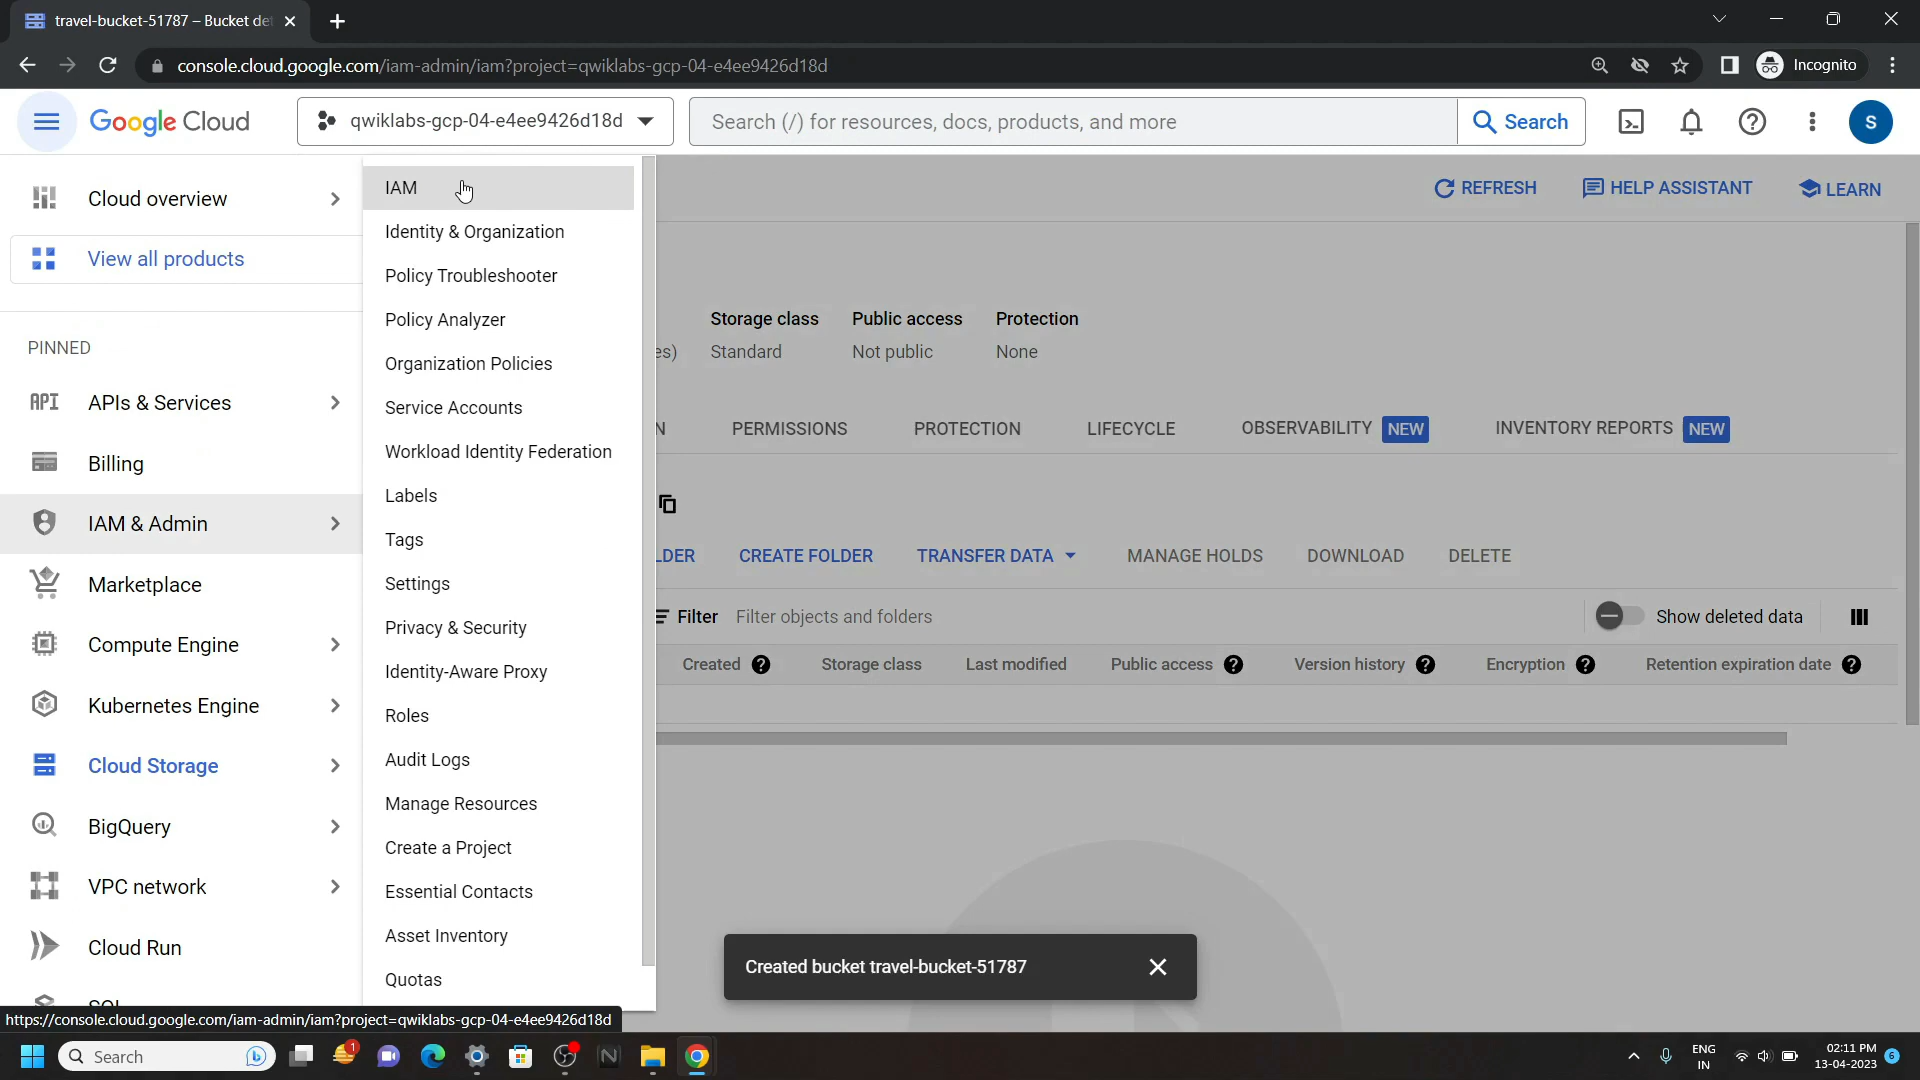 travel-bucket-51787 – Bucket det
console.cloud.google.com/iam-admin/iam?project=qwiklabs-gcp-04-e4ee9426d18d
Incognito
Google Cloud
qwiklabs-gcp-04-e4ee9426d18d
Search (/) for resources, docs, products, and more
Search
S
Cloud overview
View all products
PINNED
API APIs & Services
Billing
IAM & Admin
Marketplace
Compute Engine
Kubernetes Engine
Cloud Storage
BigQuery
VPC network
Cloud Run
SQL
IAM
Identity & Organization
Policy Troubleshooter
Policy Analyzer
Organization Policies
Service Accounts
Workload Identity Federation
Labels
Tags
Settings
Privacy & Security
Identity-Aware Proxy
Roles
Audit Logs
Manage Resources
Create a Project
Essential Contacts
Asset Inventory
Quotas
REFRESH
HELP ASSISTANT
LEARN
es)
Storage class
Standard
Public access
Not public
Protection
None
N
PERMISSIONS
PROTECTION
LIFECYCLE
OBSERVABILITY NEW
INVENTORY REPORTS NEW
LDER
CREATE FOLDER
TRANSFER DATA
MANAGE HOLDS
DOWNLOAD
DELETE
Filter
Filter objects and folders
Show deleted data
Created
Storage class
Last modified
Public access
Version history
Encryption
Retention expiration date
Created bucket travel-bucket-51787
https://console.cloud.google.com/iam-admin/iam?project=qwiklabs-gcp-04-e4ee9426d18d
Search
1
ENG
IN
02:11 PM
13-04-2023
6